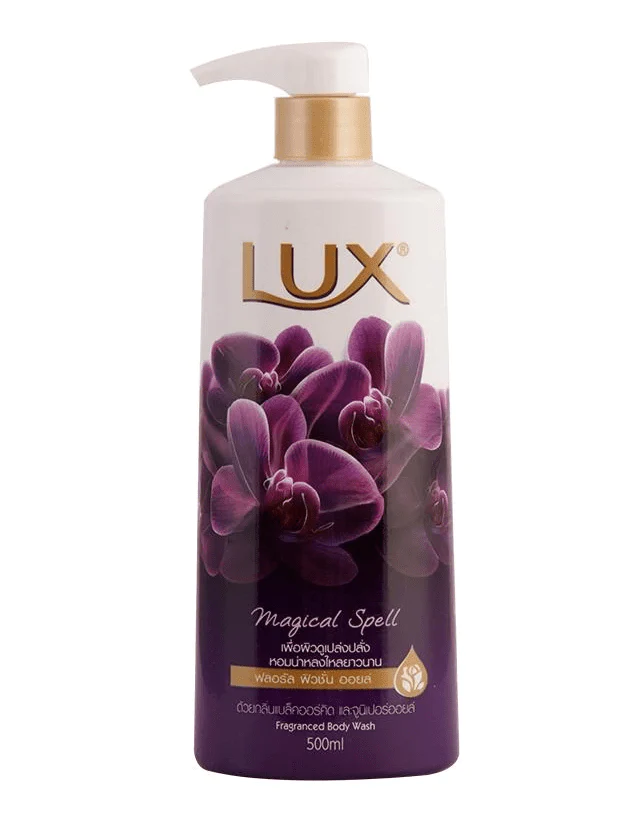 LUX®
Magical Spell
เพื่อผิวดูเปล่งปลั่ง
หอมน่าหลงใหลยาวนาน
ฟลอรัล ฟิวชั่น ออยล์
ด้วยกลิ่นแบล็คออร์คิด และจูนิเปอร์ออยล์
Fragranced Body Wash
500ml